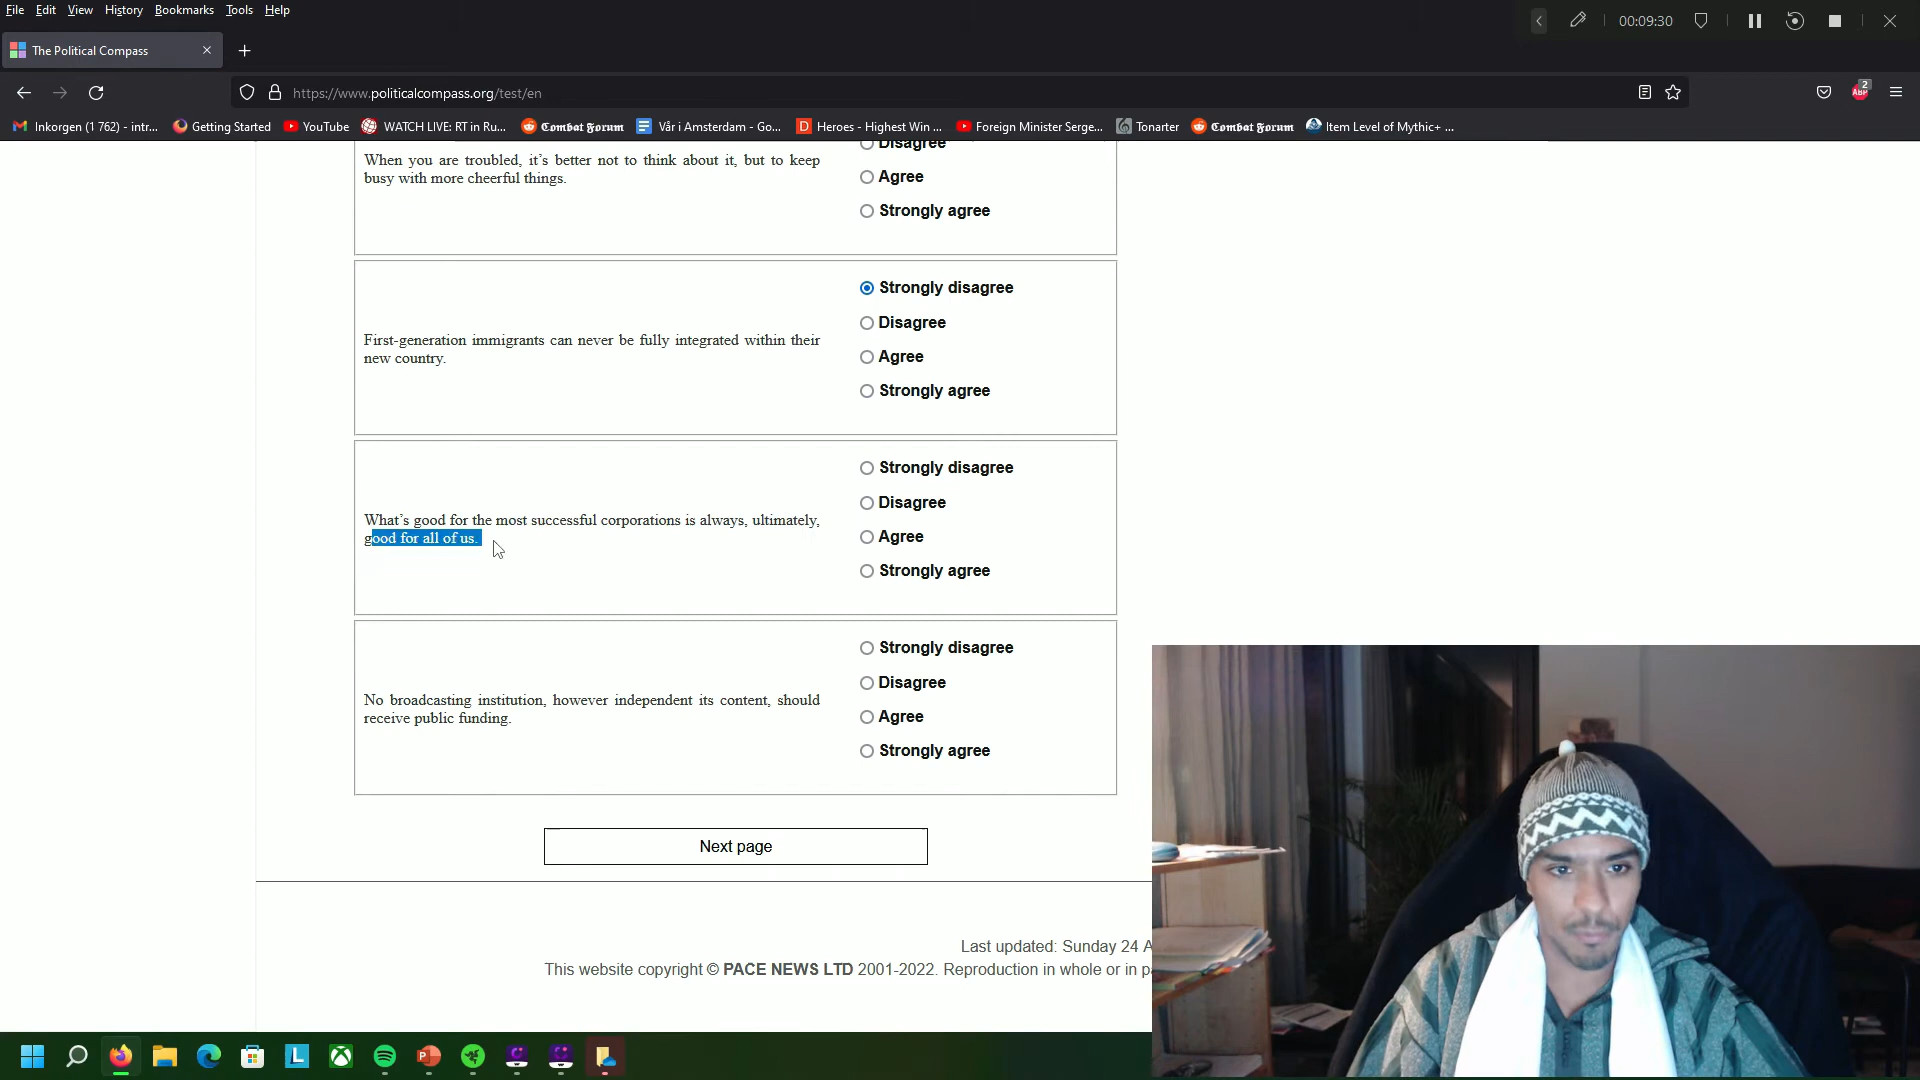 File Edit View History Bookmarks Tools Help
00:09:30
The Political Compass
https://www.politicalcompass.org/test/en
2
ABP
Inkorgen (1 762) - intr... Getting Started YouTube WATCH LIVE: RT in Ru... Combat Forum Vår i Amsterdam - Go... Heroes - Highest Win ... Foreign Minister Serge... Tonarter Combat Forum Item Level of Mythic+ ...
Disagree
When you are troubled, it's better not to think about it, but to keep
busy with more cheerful things.
Agree
Strongly agree
Strongly disagree
Disagree
First-generation immigrants can never be fully integrated within their
new country.
Agree
Strongly agree
Strongly disagree
Disagree
What's good for the most successful corporations is always, ultimately,
good for all of us.
Agree
Strongly agree
Strongly disagree
Disagree
No broadcasting institution, however independent its content, should
receive public funding.
Agree
Strongly agree
Next page
Last updated: Sunday 24 A
This website copyright © PACE NEWS LTD 2001-2022. Reproduction in whole or in pa